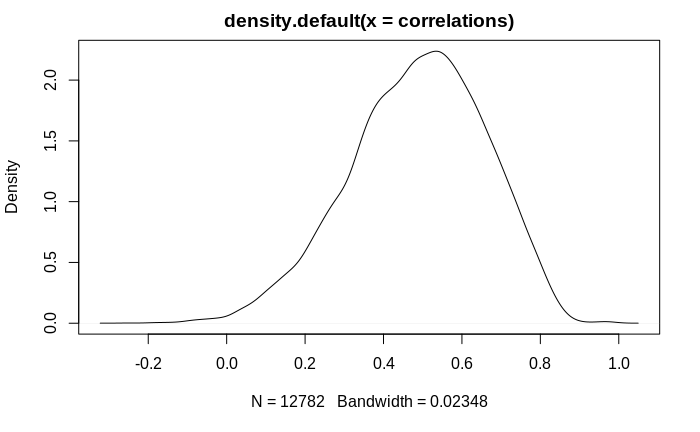 density.default(x = correlations)
Density
2.0
1.5
1.0
0.5
0.0
-0.2 0.0 0.2 0.4 0.6 0.8 1.0
N = 12782 Bandwidth = 0.02348